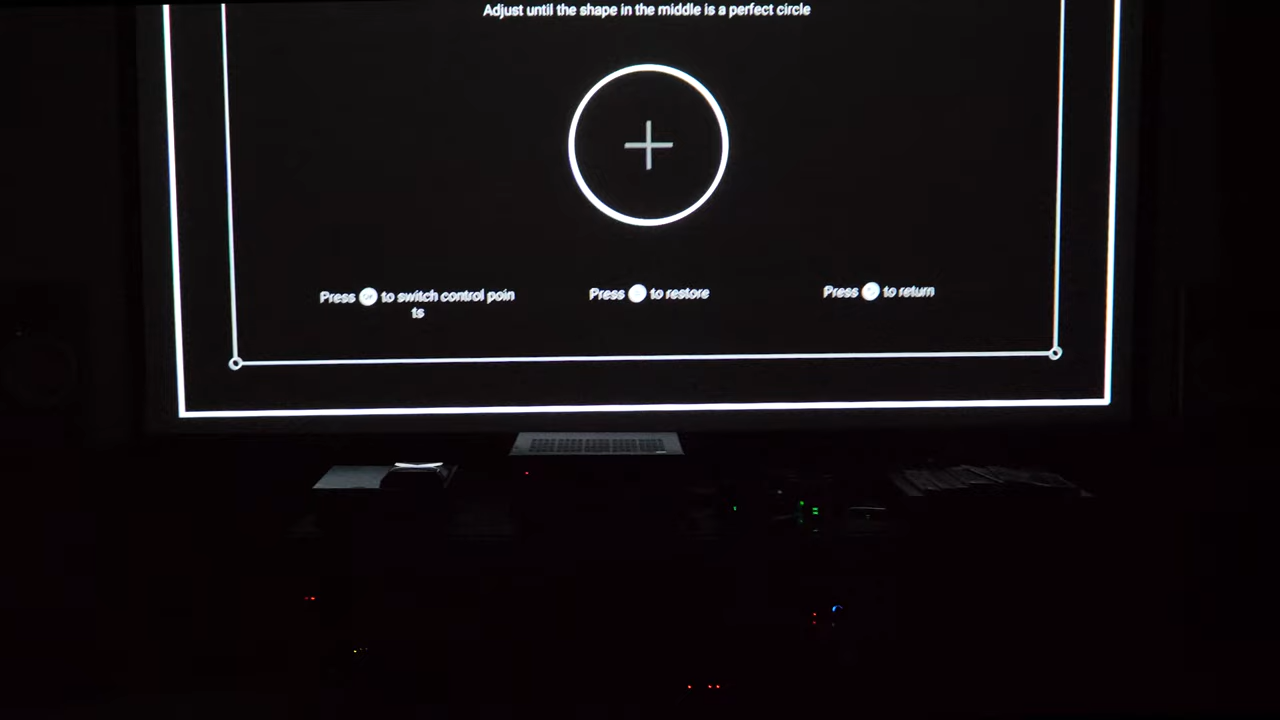 Adjust until the shape in the middle is a perfect circle
Press to switch control poin
ts
Press to restore
Press to return